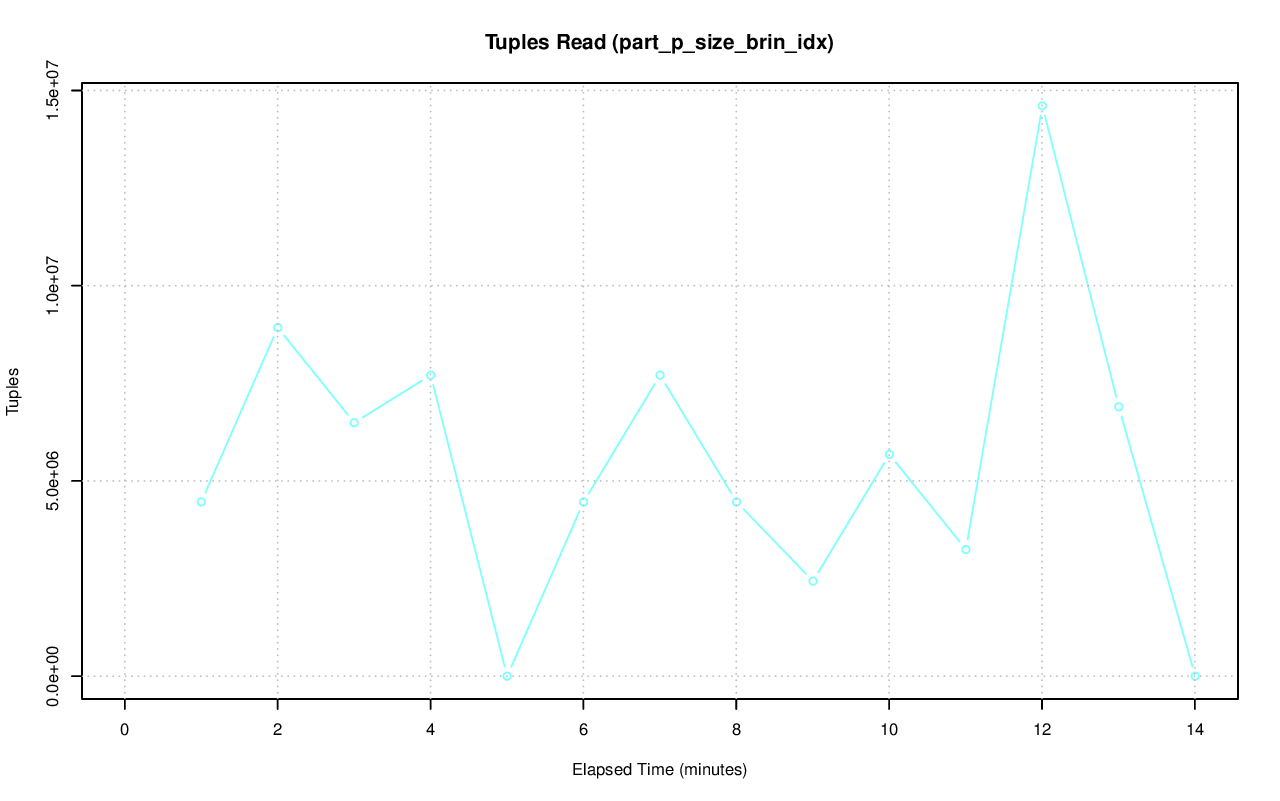 Tuples Read (part_p_size_brin_idx)
1.5e+07
1.0e+07
5.0e+06
0.0e+00
Tuples
0 2 4 6 8 10 12 14
Elapsed Time (minutes)